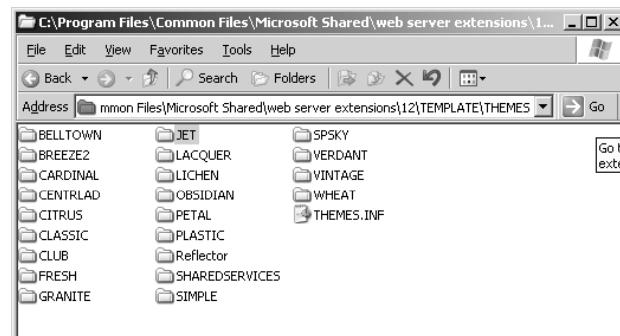 C:\Program Files\Common Files\Microsoft Shared\web server extensions\1...
File Edit View Favorites Tools Help
Back Search Folders
Address mmon Files\Microsoft Shared\web server extensions\12\TEMPLATE\THEMES Go
BELLTOWN JET SPSKY
BREEZE2 LACQUER VERDANT
CARDINAL LICHEN VINTAGE
CENTRLAD OBSIDIAN WHEAT
CITRUS PETAL THEMES.INF
CLASSIC PLASTIC
CLUB Reflector
FRESH SHAREDSERVICES
GRANITE SIMPLE
Go